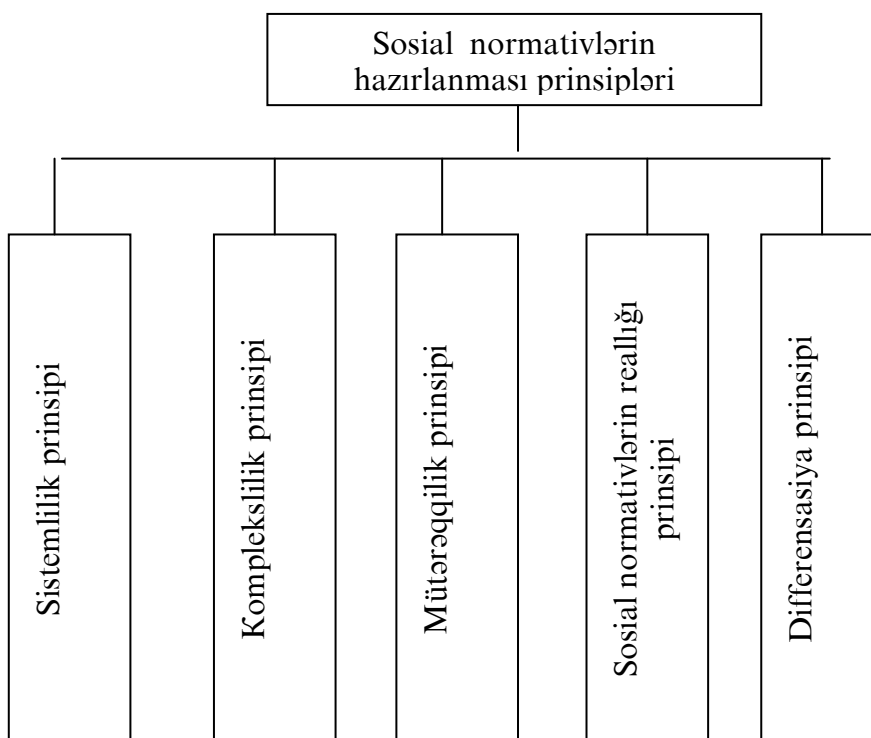 Sosial normativlərin
hazırlanması prinsipləri
Sistemlilik prinsipi
Komplekslilik prinsipi
Mütərəqqilik prinsipi
Sosial normativlərin reallığı
prinsipi
Differensasiya prinsipi